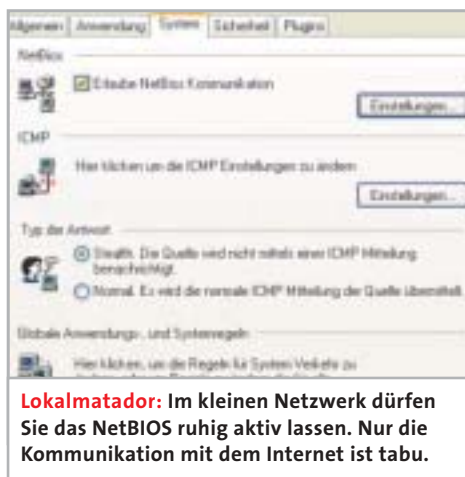 Allgemein Anwendung System Sicherheit Plugins
NetBios
Erlaube NetBios Kommunikation
Einstellungen...
ICMP
Hier klicken um die ICMP Einstellungen zu ändern
Einstellungen...
Typ der Antwort
Stealth. Die Quelle wird nicht mittels einer ICMP Mitteilung
benachrichtigt.
Normal. Es wird die normale ICMP Mitteilung der Quelle übermittelt.
Globale Anwendungs-, und Systemregeln
Hier klicken, um die Regeln für System Verkehr zu
Lokalmatador: Im kleinen Netzwerk dürfen
Sie das NetBIOS ruhig aktiv lassen. Nur die
Kommunikation mit dem Internet ist tabu.